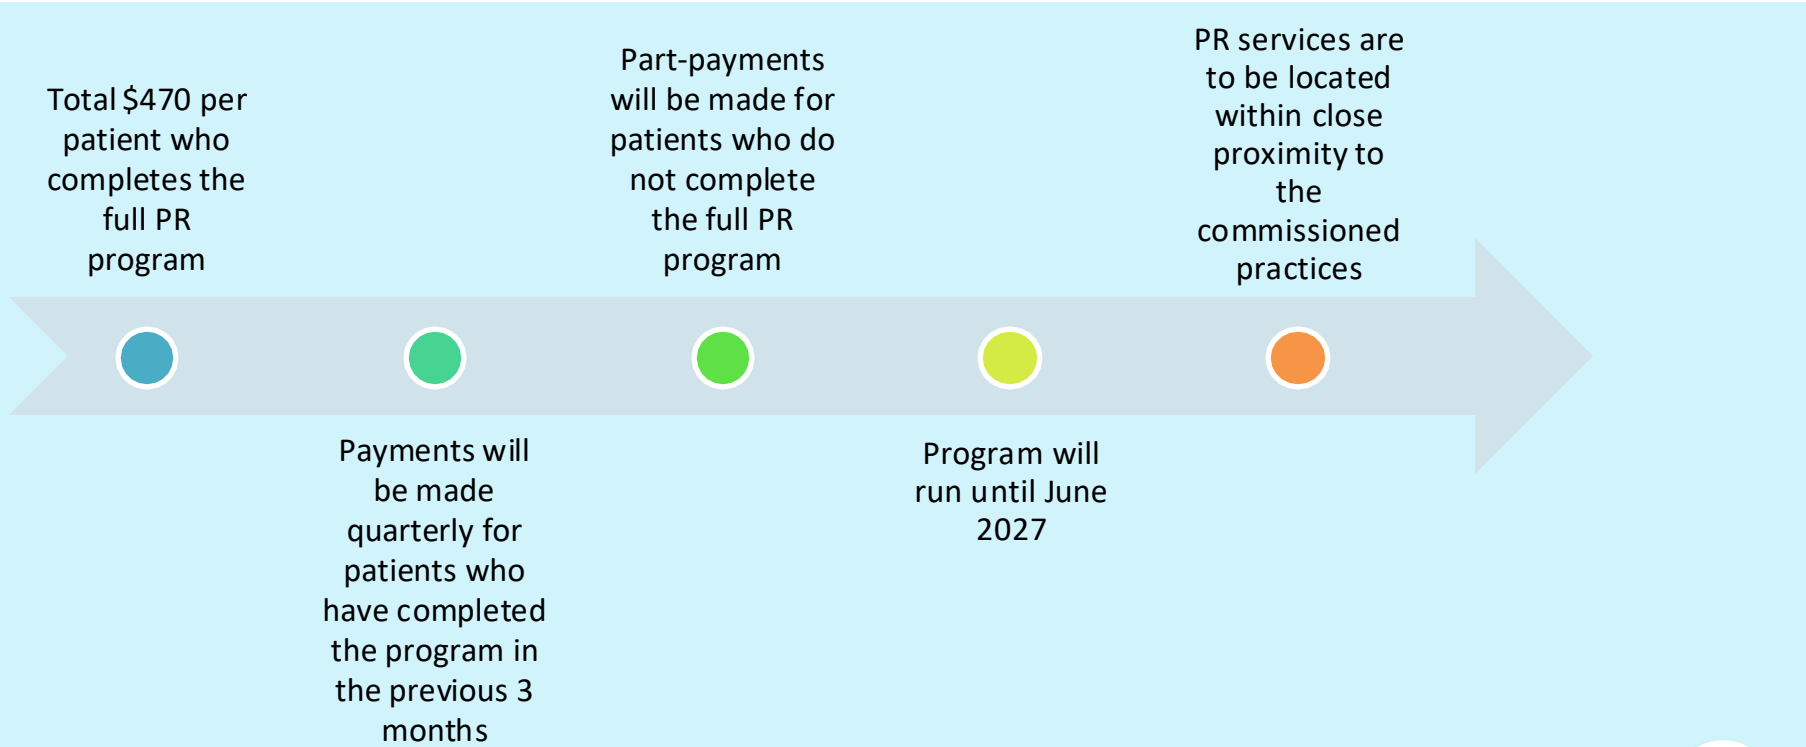 Total $470 per
patient who
completes the
full PR
program
Payments will
be made
quarterly for
patients who
have completed
the program in
the previous 3
months
Part-payments
will be made for
patients who do
not complete
the full PR
program
Program will
run until June
2027
PR services are
to be located
within close
proximity to
the
commissioned
practices